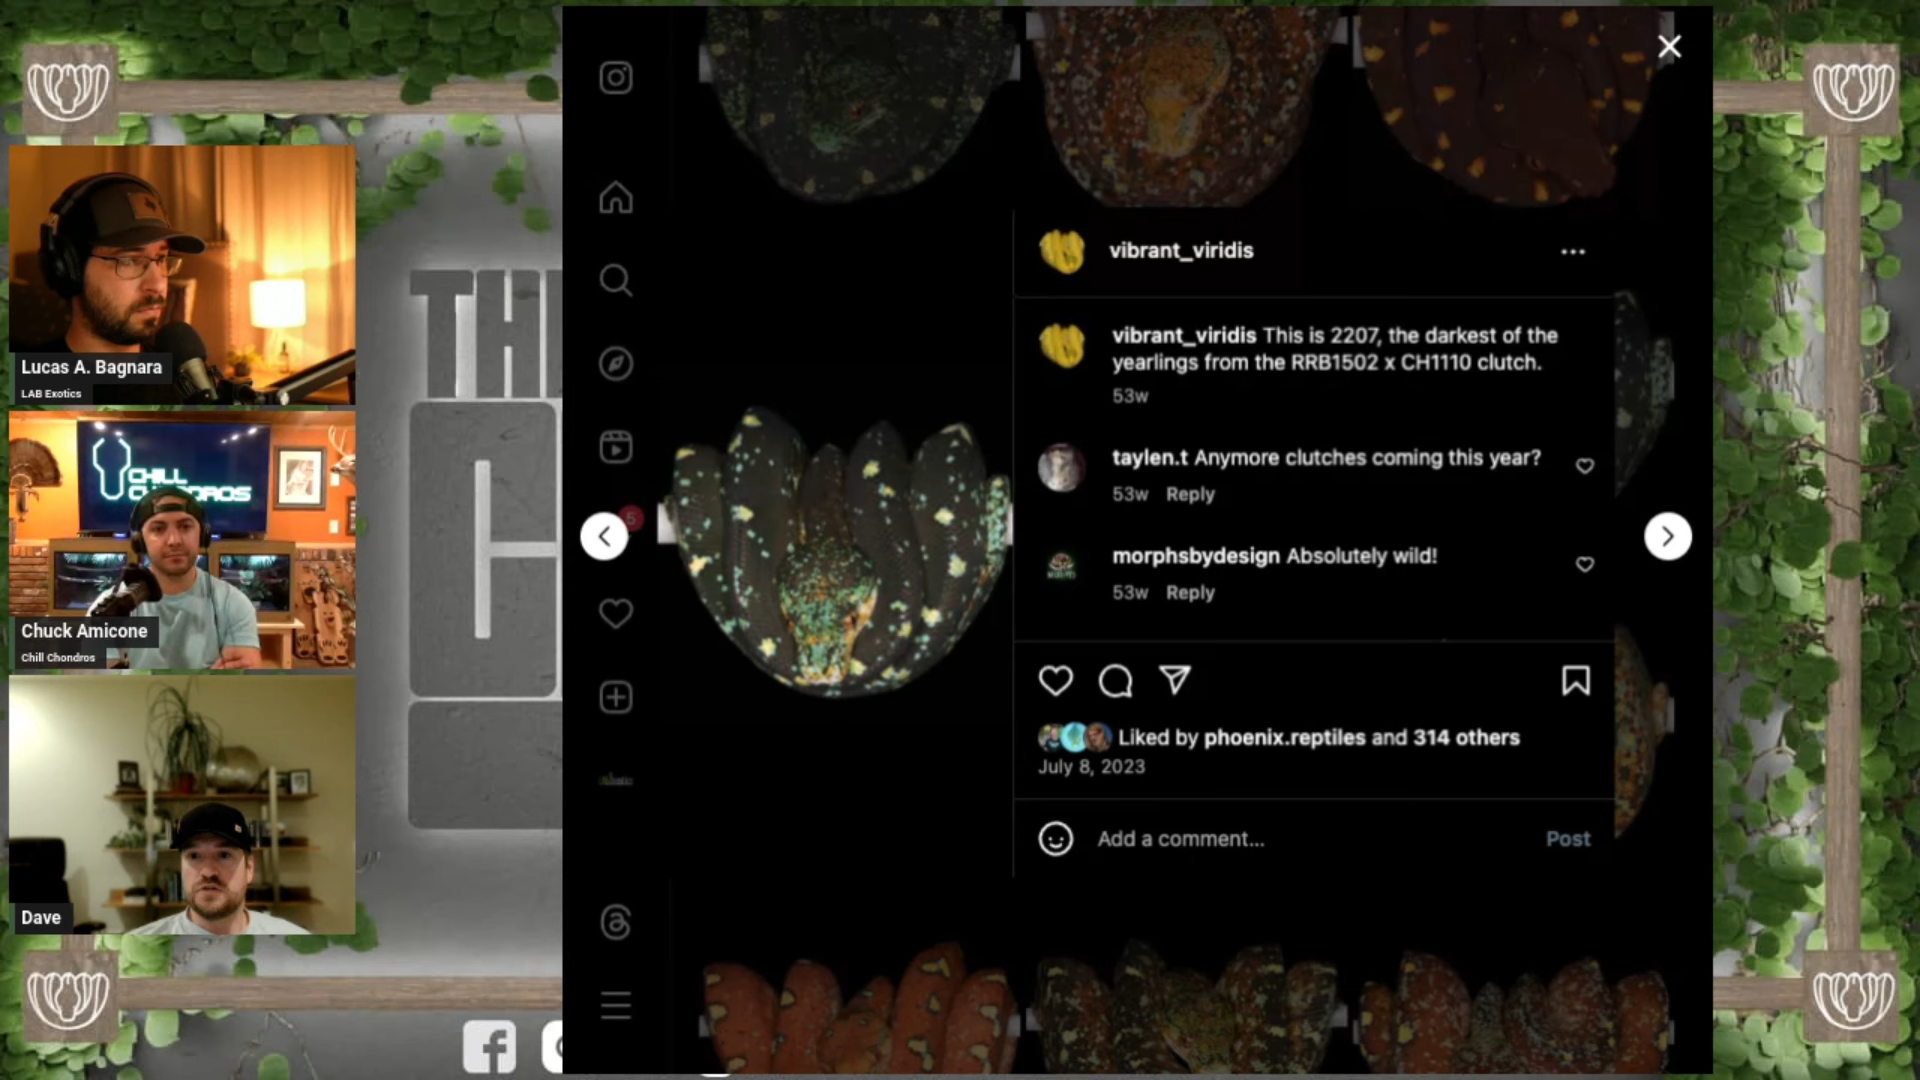 Lucas A. Bagnara
LAB Exotics
CHILL
CHONDROS
Chuck Amicone
Chill Chondros
Dave
5
vibrant_viridis
vibrant_viridis This is 2207, the darkest of the
yearlings from the RRB1502 x CH1110 clutch.
53w
taylen.t Anymore clutches coming this year?
53w Reply
morphsbydesign Absolutely wild!
53w Reply
Liked by phoenix.reptiles and 314 others
July 8, 2023
Add a comment...
Post